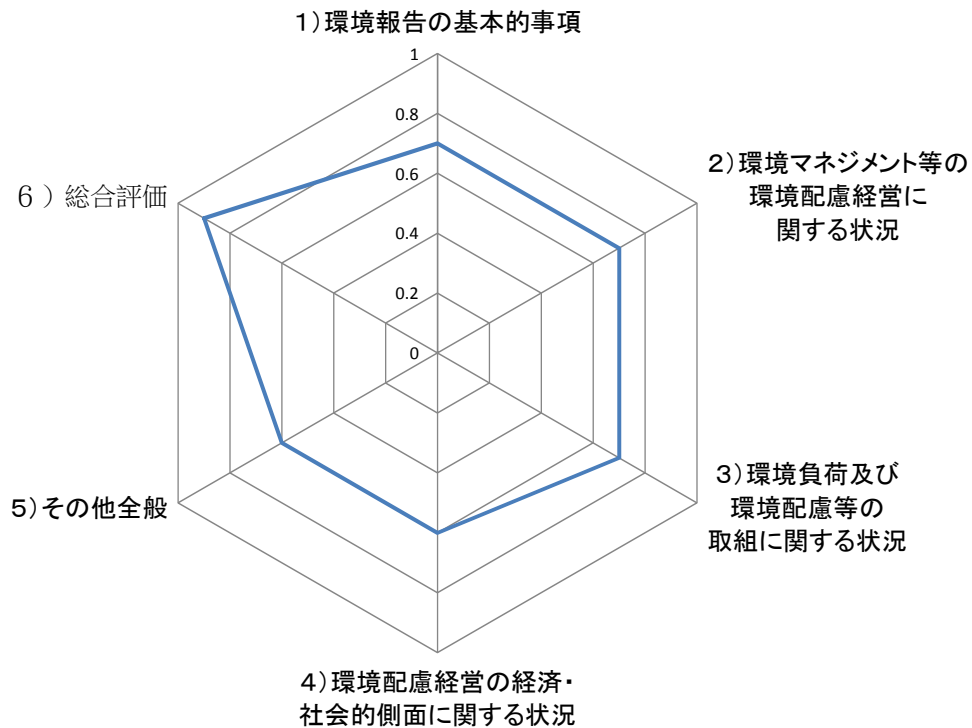 1)環境報告の基本的事項
1
0.8
0.6
0.4
0.2
0
2)環境マネジメント等の
環境配慮経営に
関する状況
3)環境負荷及び
環境配慮等の
取組に関する状況
4)環境配慮経営の経済・
社会的側面に関する状況
5)その他全般
6）総合評価